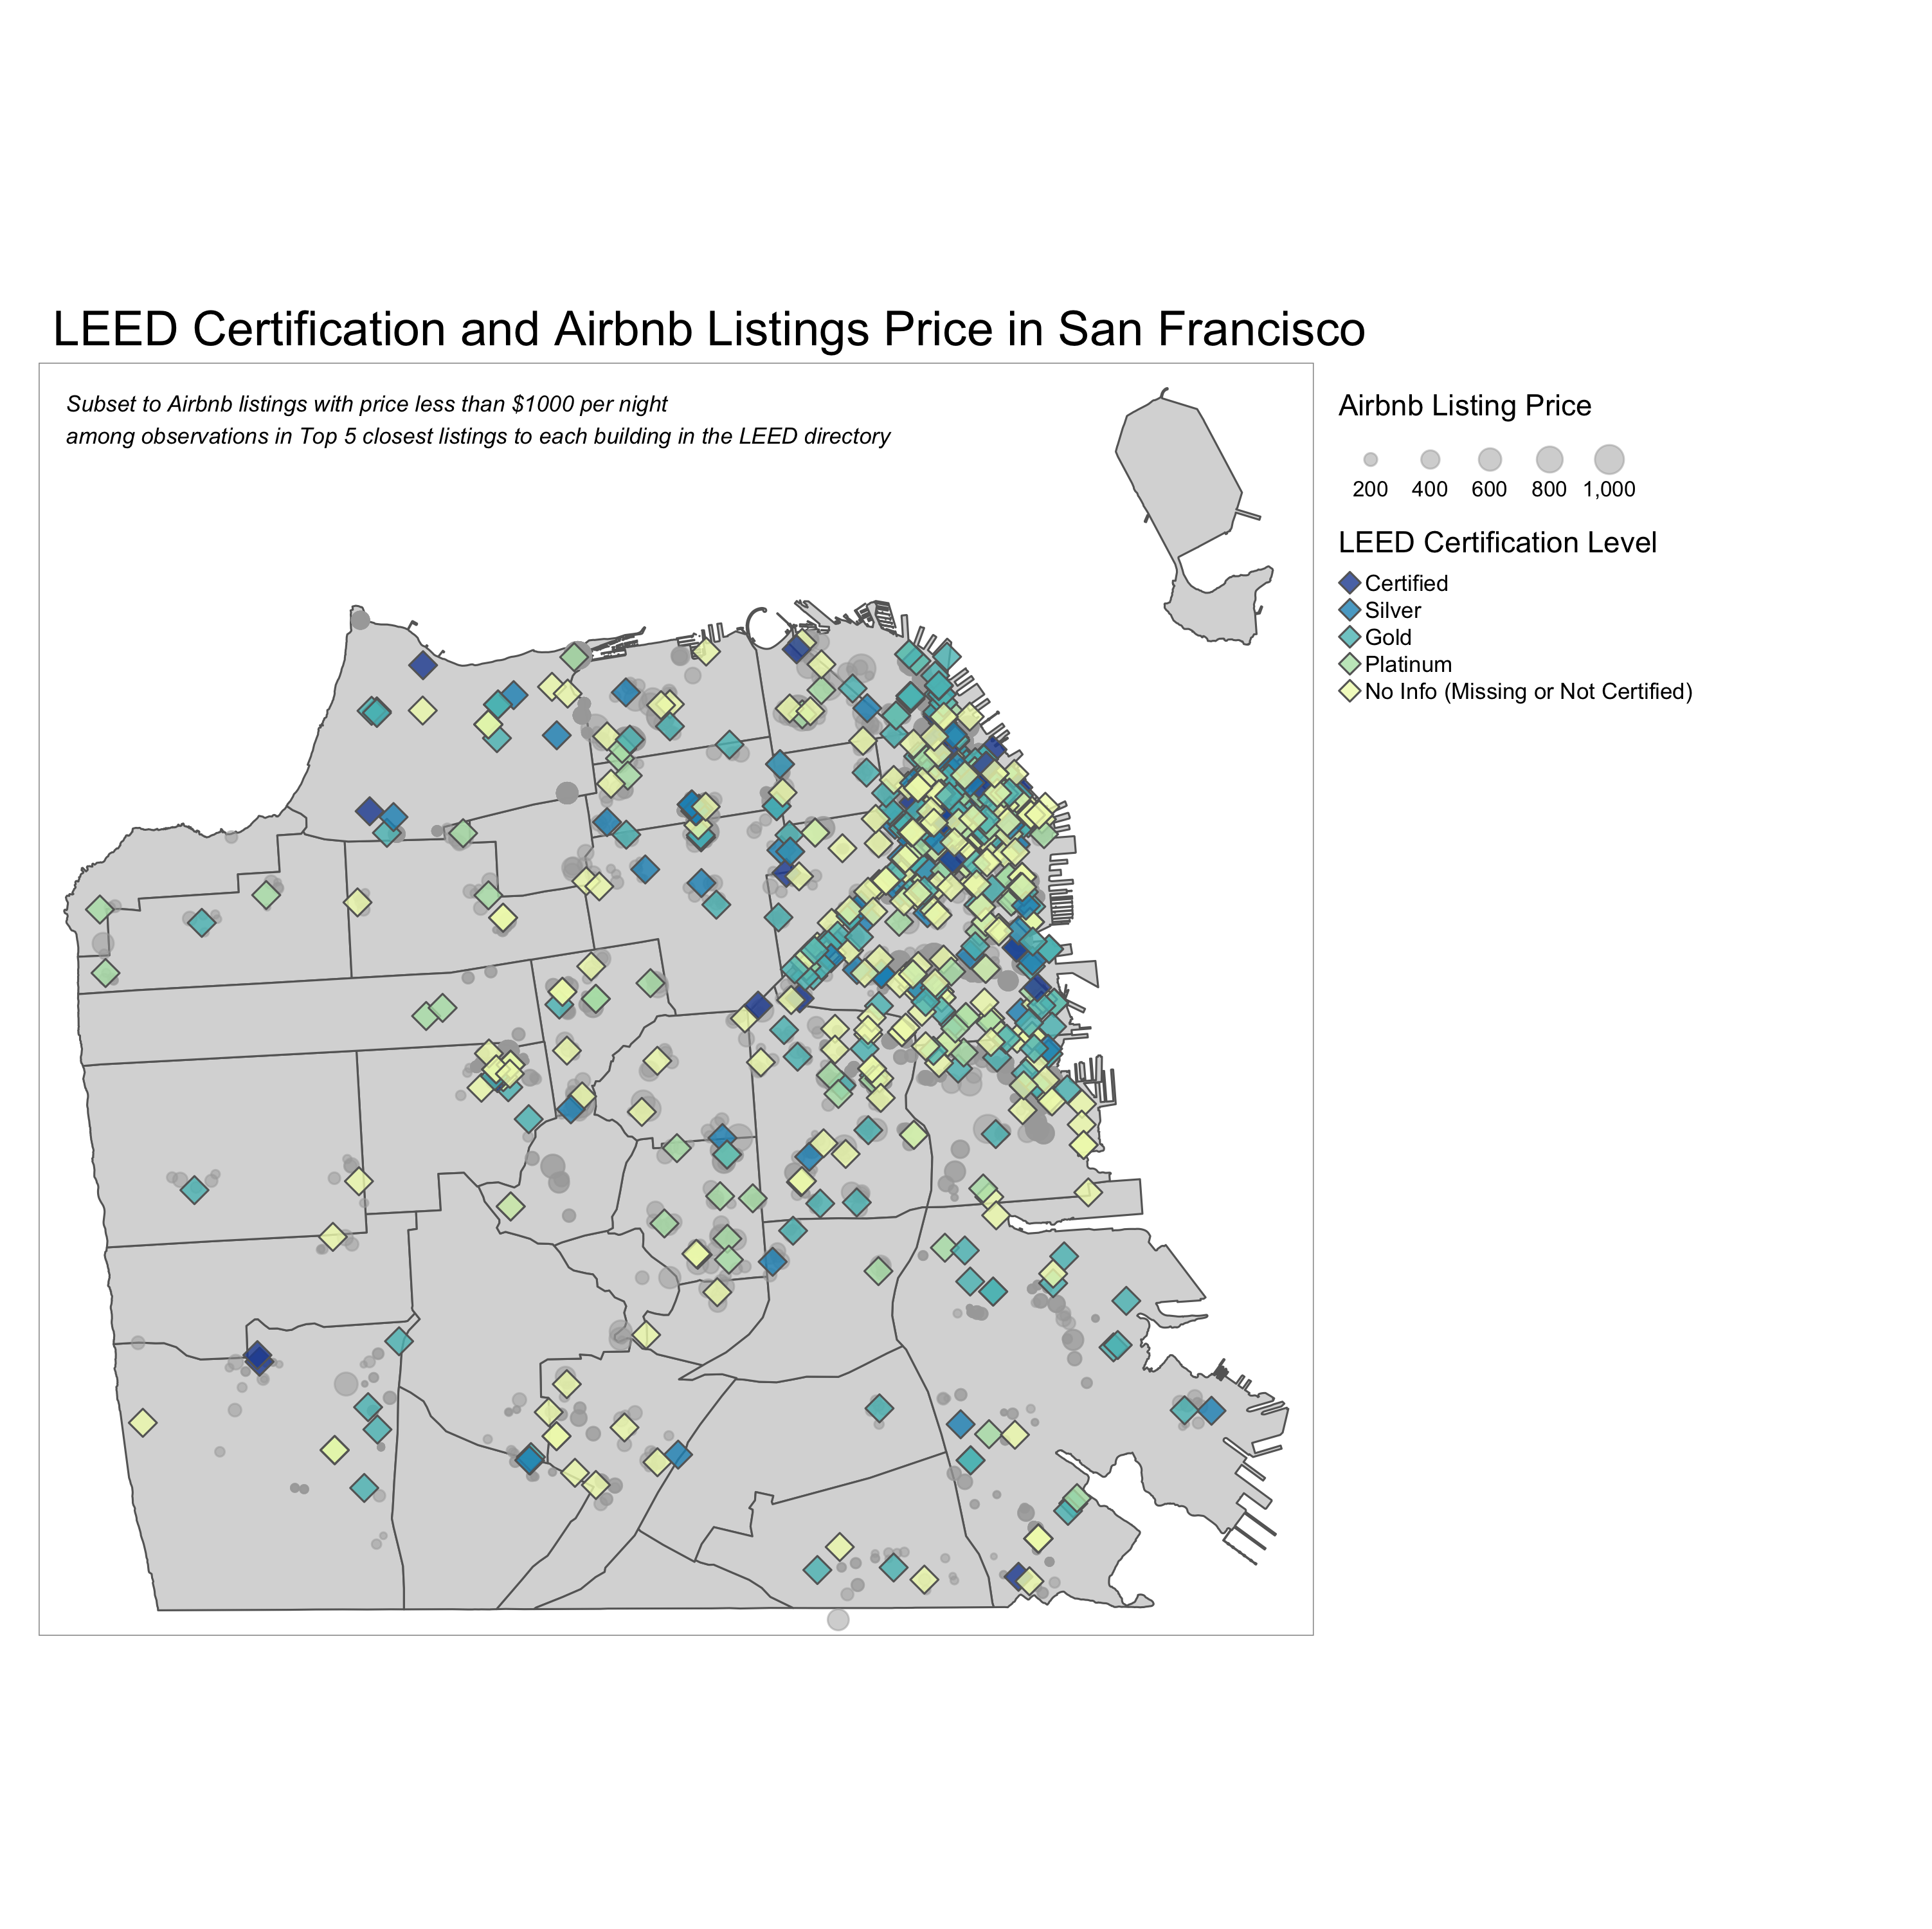 LEED Certification and Airbnb Listings Price in San Francisco
Subset to Airbnb listings with price less than $1000 per night
among observations in Top 5 closest listings to each building in the LEED directory
Airbnb Listing Price
200 400 600 800 1,000
LEED Certification Level
Certified
Silver
Gold
Platinum
No Info (Missing or Not Certified)